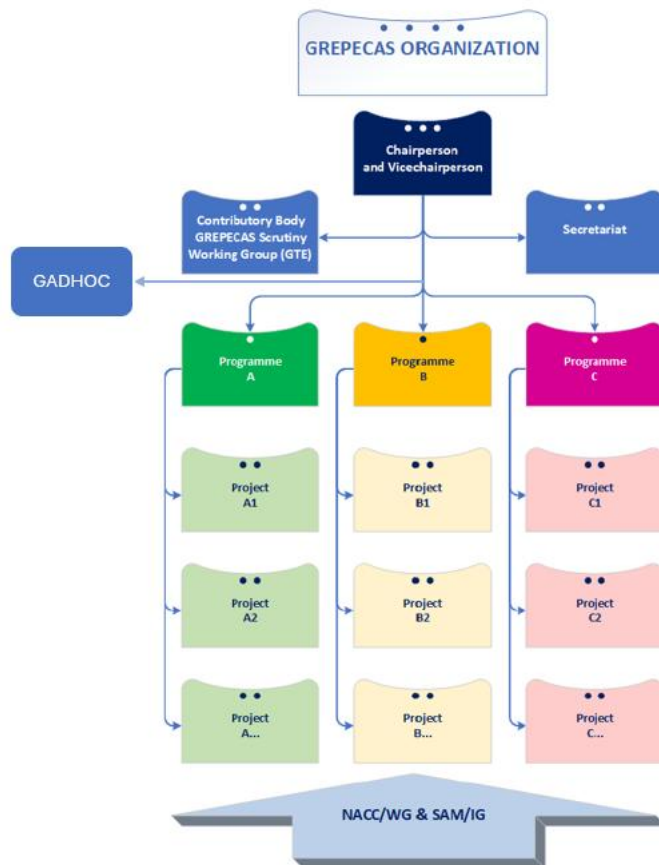 GREPECAS ORGANIZATION
Chairperson
and Vicechairperson
Contributory Body
GREPECAS Scrutiny
Working Group (GTE)
Secretariat
GADHOC
Programme
A
Programme
B
Programme
C
Project
A1
Project
B1
Project
C1
Project
A2
Project
B2
Project
C2
Project
A...
Project
B...
Project
C...
NACC/WG & SAM/IG